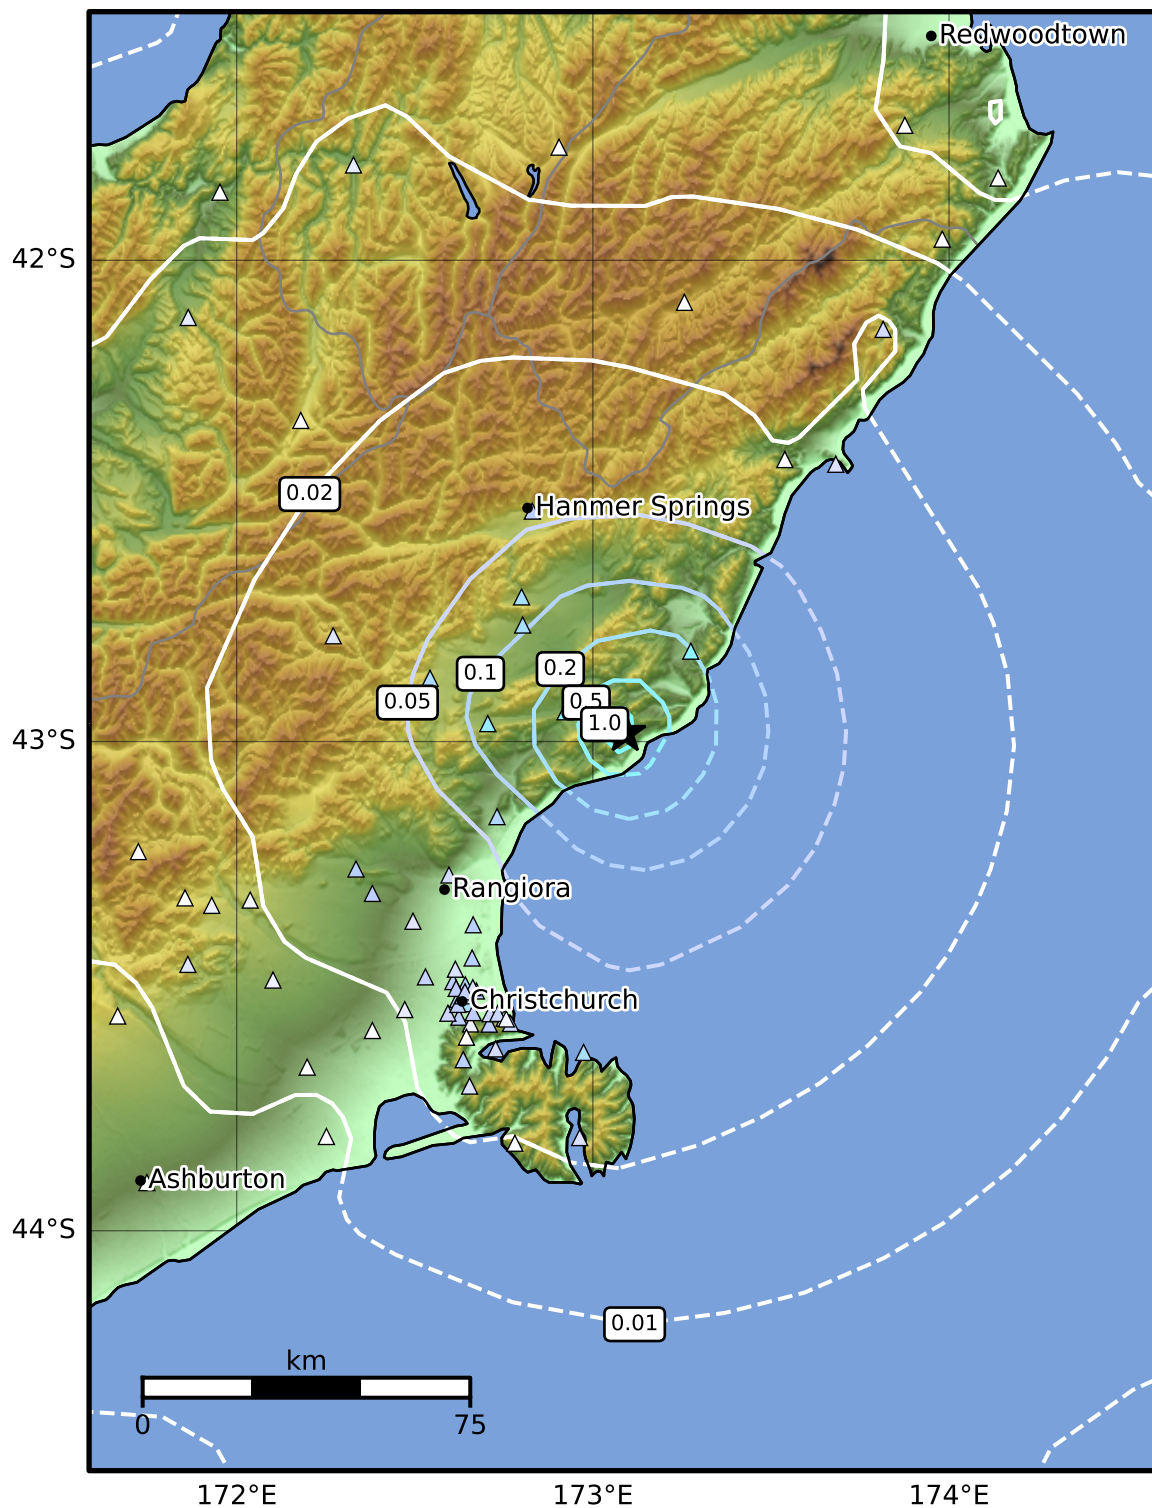 Redwoodtown
42°S
0.02
Hanmer Springs
0.2
0.1
0.05
0.5
1.0
43°S
Rangiora
Christchurch
Ashburton
44°S
0.01
km
0
75
172°E
173°E
174°E